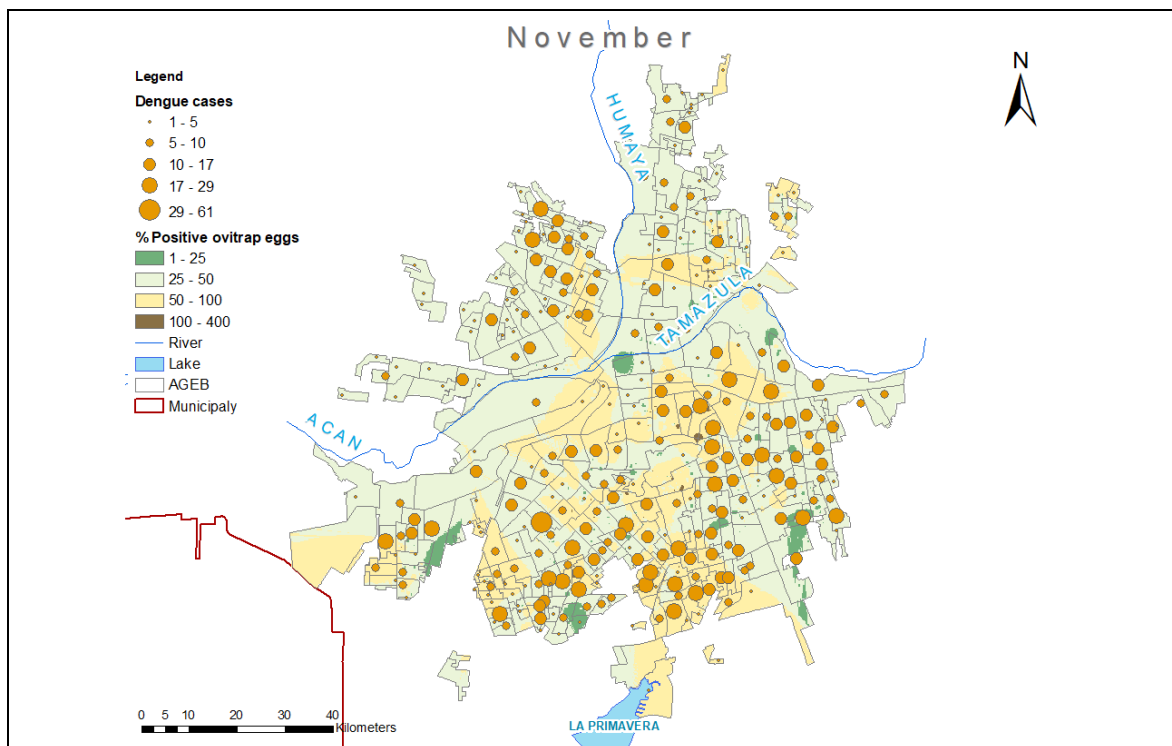 November
N
Legend
Dengue cases
1 - 5
5 - 10
10 - 17
17 - 29
29 - 61
% Positive ovitrap eggs
1 - 25
25 - 50
50 - 100
100 - 400
River
Lake
AGEB
Municipaly
HUMAYA
TAMAZULA
ACAN
0 5 10 20 30 40
Kilometers
LA PRIMAVERA